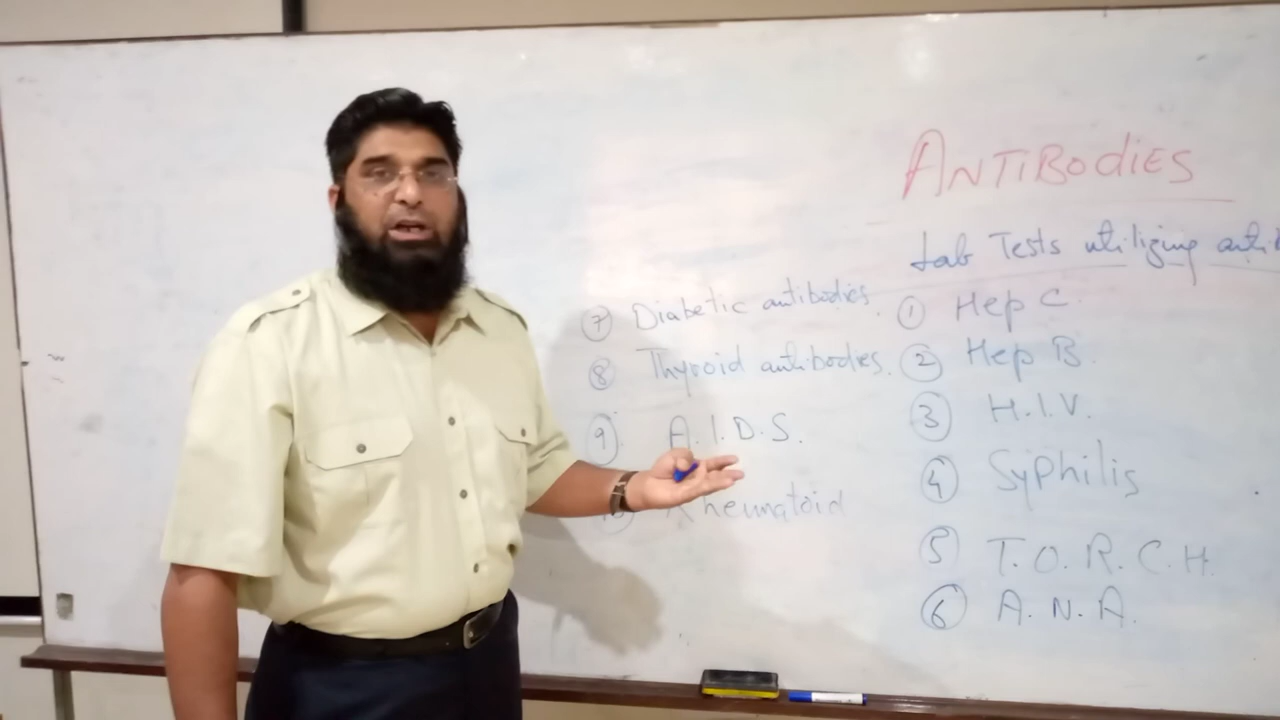 ANTIBODIES
Lab Tests utilizing antib
① Hep C.
② Hep B.
③ H.I.V.
④ Syphilis
5 T.O.R.C.H.
⑥ A.N.A.
⑦ Diabetic antibodies.
⑧ Thyroid antibodies.
⑨. A.I.D.S.
Rheumatoid